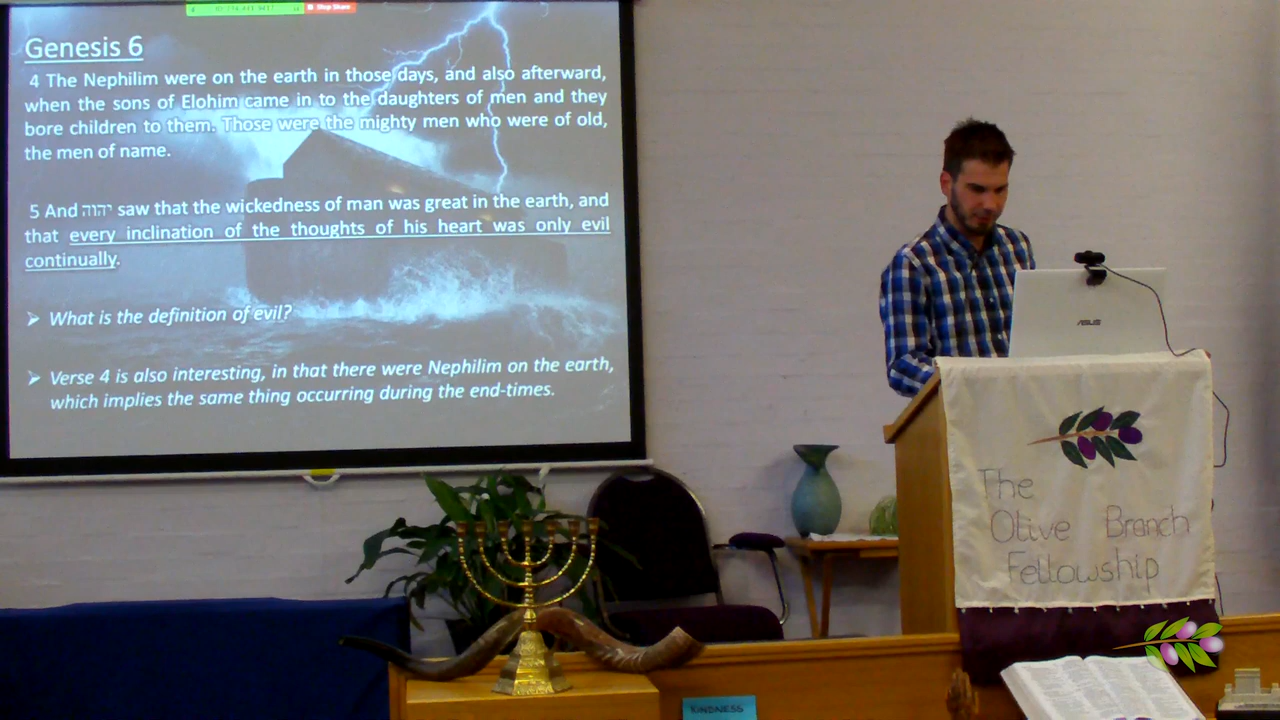 Stop Share
Genesis 6
4 The Nephilim were on the earth in those days, and also afterward,
when the sons of Elohim came in to the daughters of men and they
bore children to them. Those were the mighty men who were of old,
the men of name.
5 And יהוה saw that the wickedness of man was great in the earth, and
that every inclination of the thoughts of his heart was only evil
continually.
➢ What is the definition of evil?
➢ Verse 4 is also interesting, in that there were Nephilim on the earth,
which implies the same thing occurring during the end-times.
ASUS
The
Olive Branch
Fellowship
KINDNESS